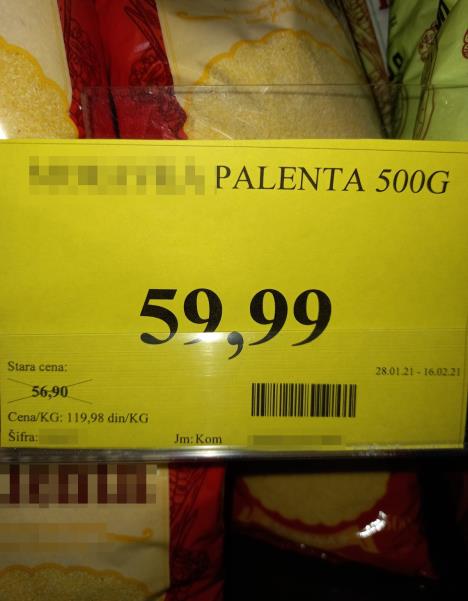 PALENTA 500G
59,99
Stara cena:
28.01.21 - 16.02.21
56,90
Cena/KG: 119,98 din/KG
Šifra:
Jm: Kom